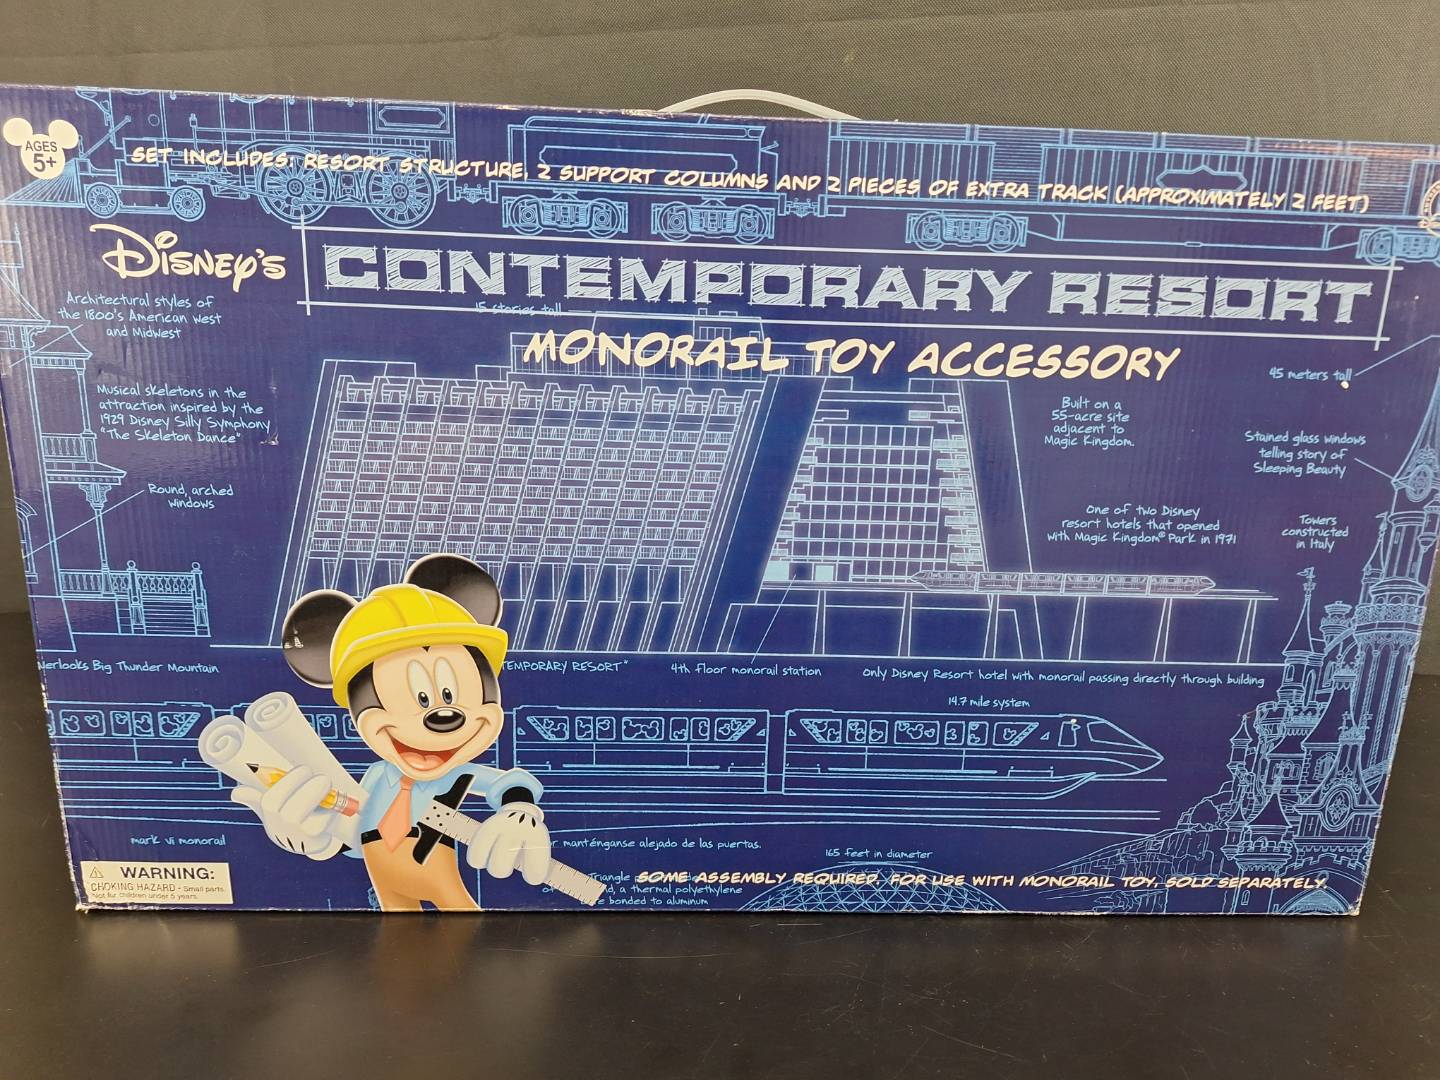 AGES
5+
SET INCLUDES: RESORT STRUCTURE, 2 SUPPORT COLUMNS AND 2 PIECES OF EXTRA TRACK (APPROXIMATELY 2 FEET)
Disney's
CONTEMPORARY RESORT
15 stories tall
MONORAIL TOY ACCESSORY
Architectural styles of
the 1800's American West
and Midwest
45 meters tall
Musical skeletons in the
attraction inspired by the
1929 Disney Silly Symphony
"The Skeleton Dance"
Built on a
55-acre site
adjacent to
Magic Kingdom.
Stained glass windows
telling story of
Sleeping Beauty
Round, arched
windows
One of two Disney
resort hotels that opened
with Magic Kingdom® Park in 1971
Towers
constructed
in Italy
Big Thunder Mountain
RESORT"
4th floor monorail station
Only Disney Resort hotel with monorail passing directly through building
14.7 mile system
mark vi monorail
manténganse alejado de las puertas.
165 feet in diameter
WARNING:
CHOKING HAZARD - Small parts.
Not for children under 5 years.
SOME ASSEMBLY REQUIRED. FOR USE WITH MONORAIL TOY, SOLD SEPARATELY.
a thermal polyethylene
bonded to aluminum